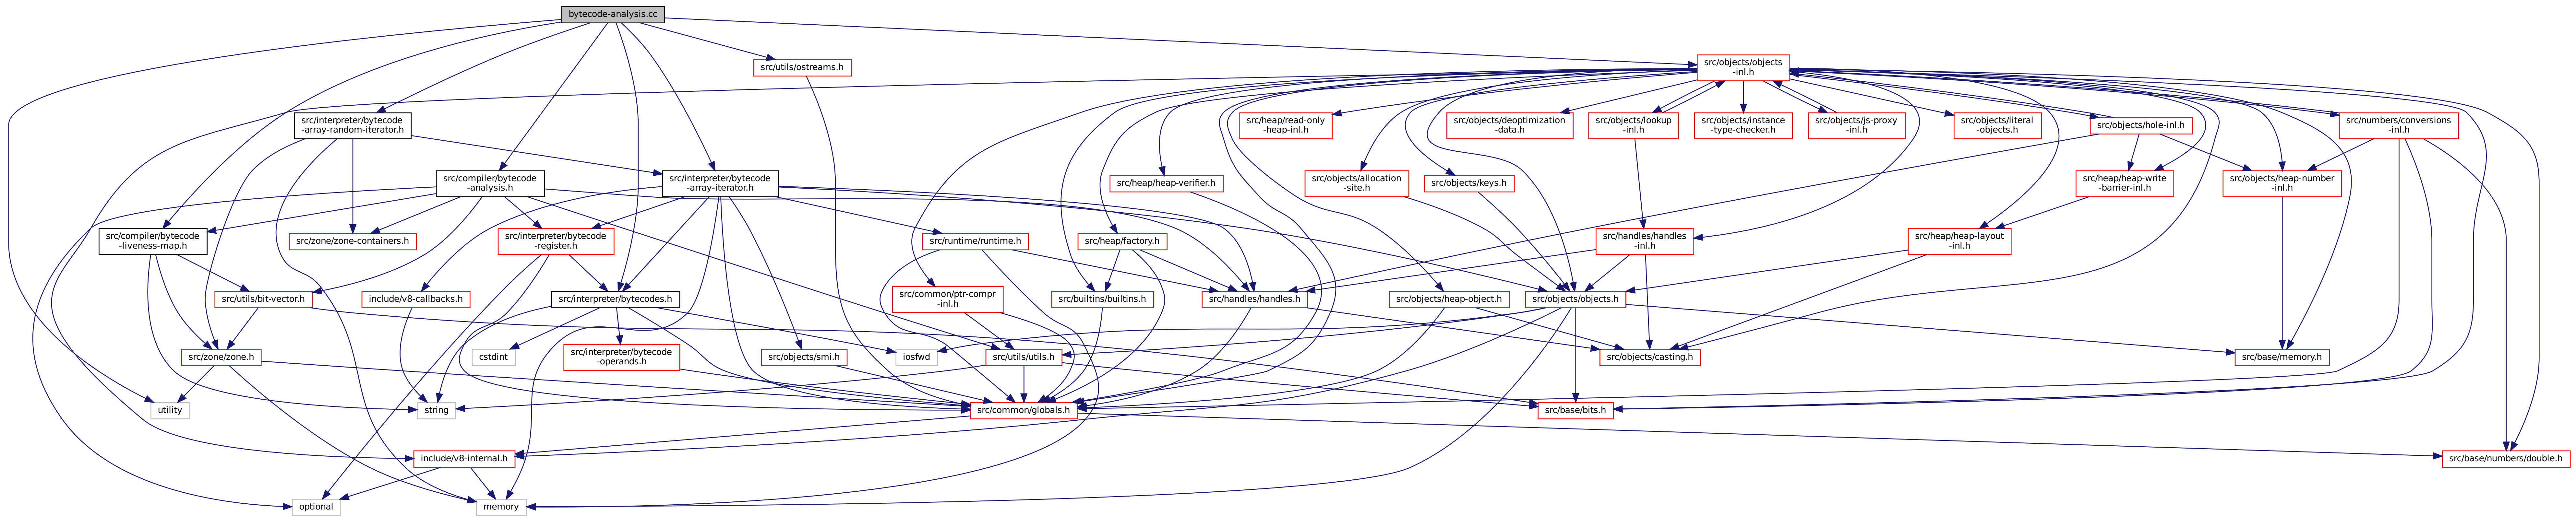 bytecode-analysis.cc
src/utils/ostreams.h
src/objects/objects
-inl.h
src/interpreter/bytecode
-array-random-iterator.h
src/heap/read-only
-heap-inl.h
src/objects/deoptimization
-data.h
src/objects/lookup
-inl.h
src/objects/instance
-type-checker.h
src/objects/js-proxy
-inl.h
src/objects/literal
-objects.h
src/objects/hole-inl.h
src/numbers/conversions
-inl.h
src/compiler/bytecode
-analysis.h
src/interpreter/bytecode
-array-iterator.h
src/heap/heap-verifier.h
src/objects/allocation
-site.h
src/objects/keys.h
src/heap/heap-write
-barrier-inl.h
src/objects/heap-number
-inl.h
src/compiler/bytecode
-liveness-map.h
src/zone/zone-containers.h
src/interpreter/bytecode
-register.h
src/runtime/runtime.h
src/heap/factory.h
src/handles/handles
-inl.h
src/heap/heap-layout
-inl.h
src/utils/bit-vector.h
include/v8-callbacks.h
src/interpreter/bytecodes.h
src/common/ptr-compr
-inl.h
src/builtins/builtins.h
src/handles/handles.h
src/objects/heap-object.h
src/objects/objects.h
src/zone/zone.h
cstdint
src/interpreter/bytecode
-operands.h
src/objects/smi.h
iosfwd
src/utils/utils.h
src/objects/casting.h
src/base/memory.h
utility
string
src/common/globals.h
src/base/bits.h
include/v8-internal.h
src/base/numbers/double.h
optional
memory